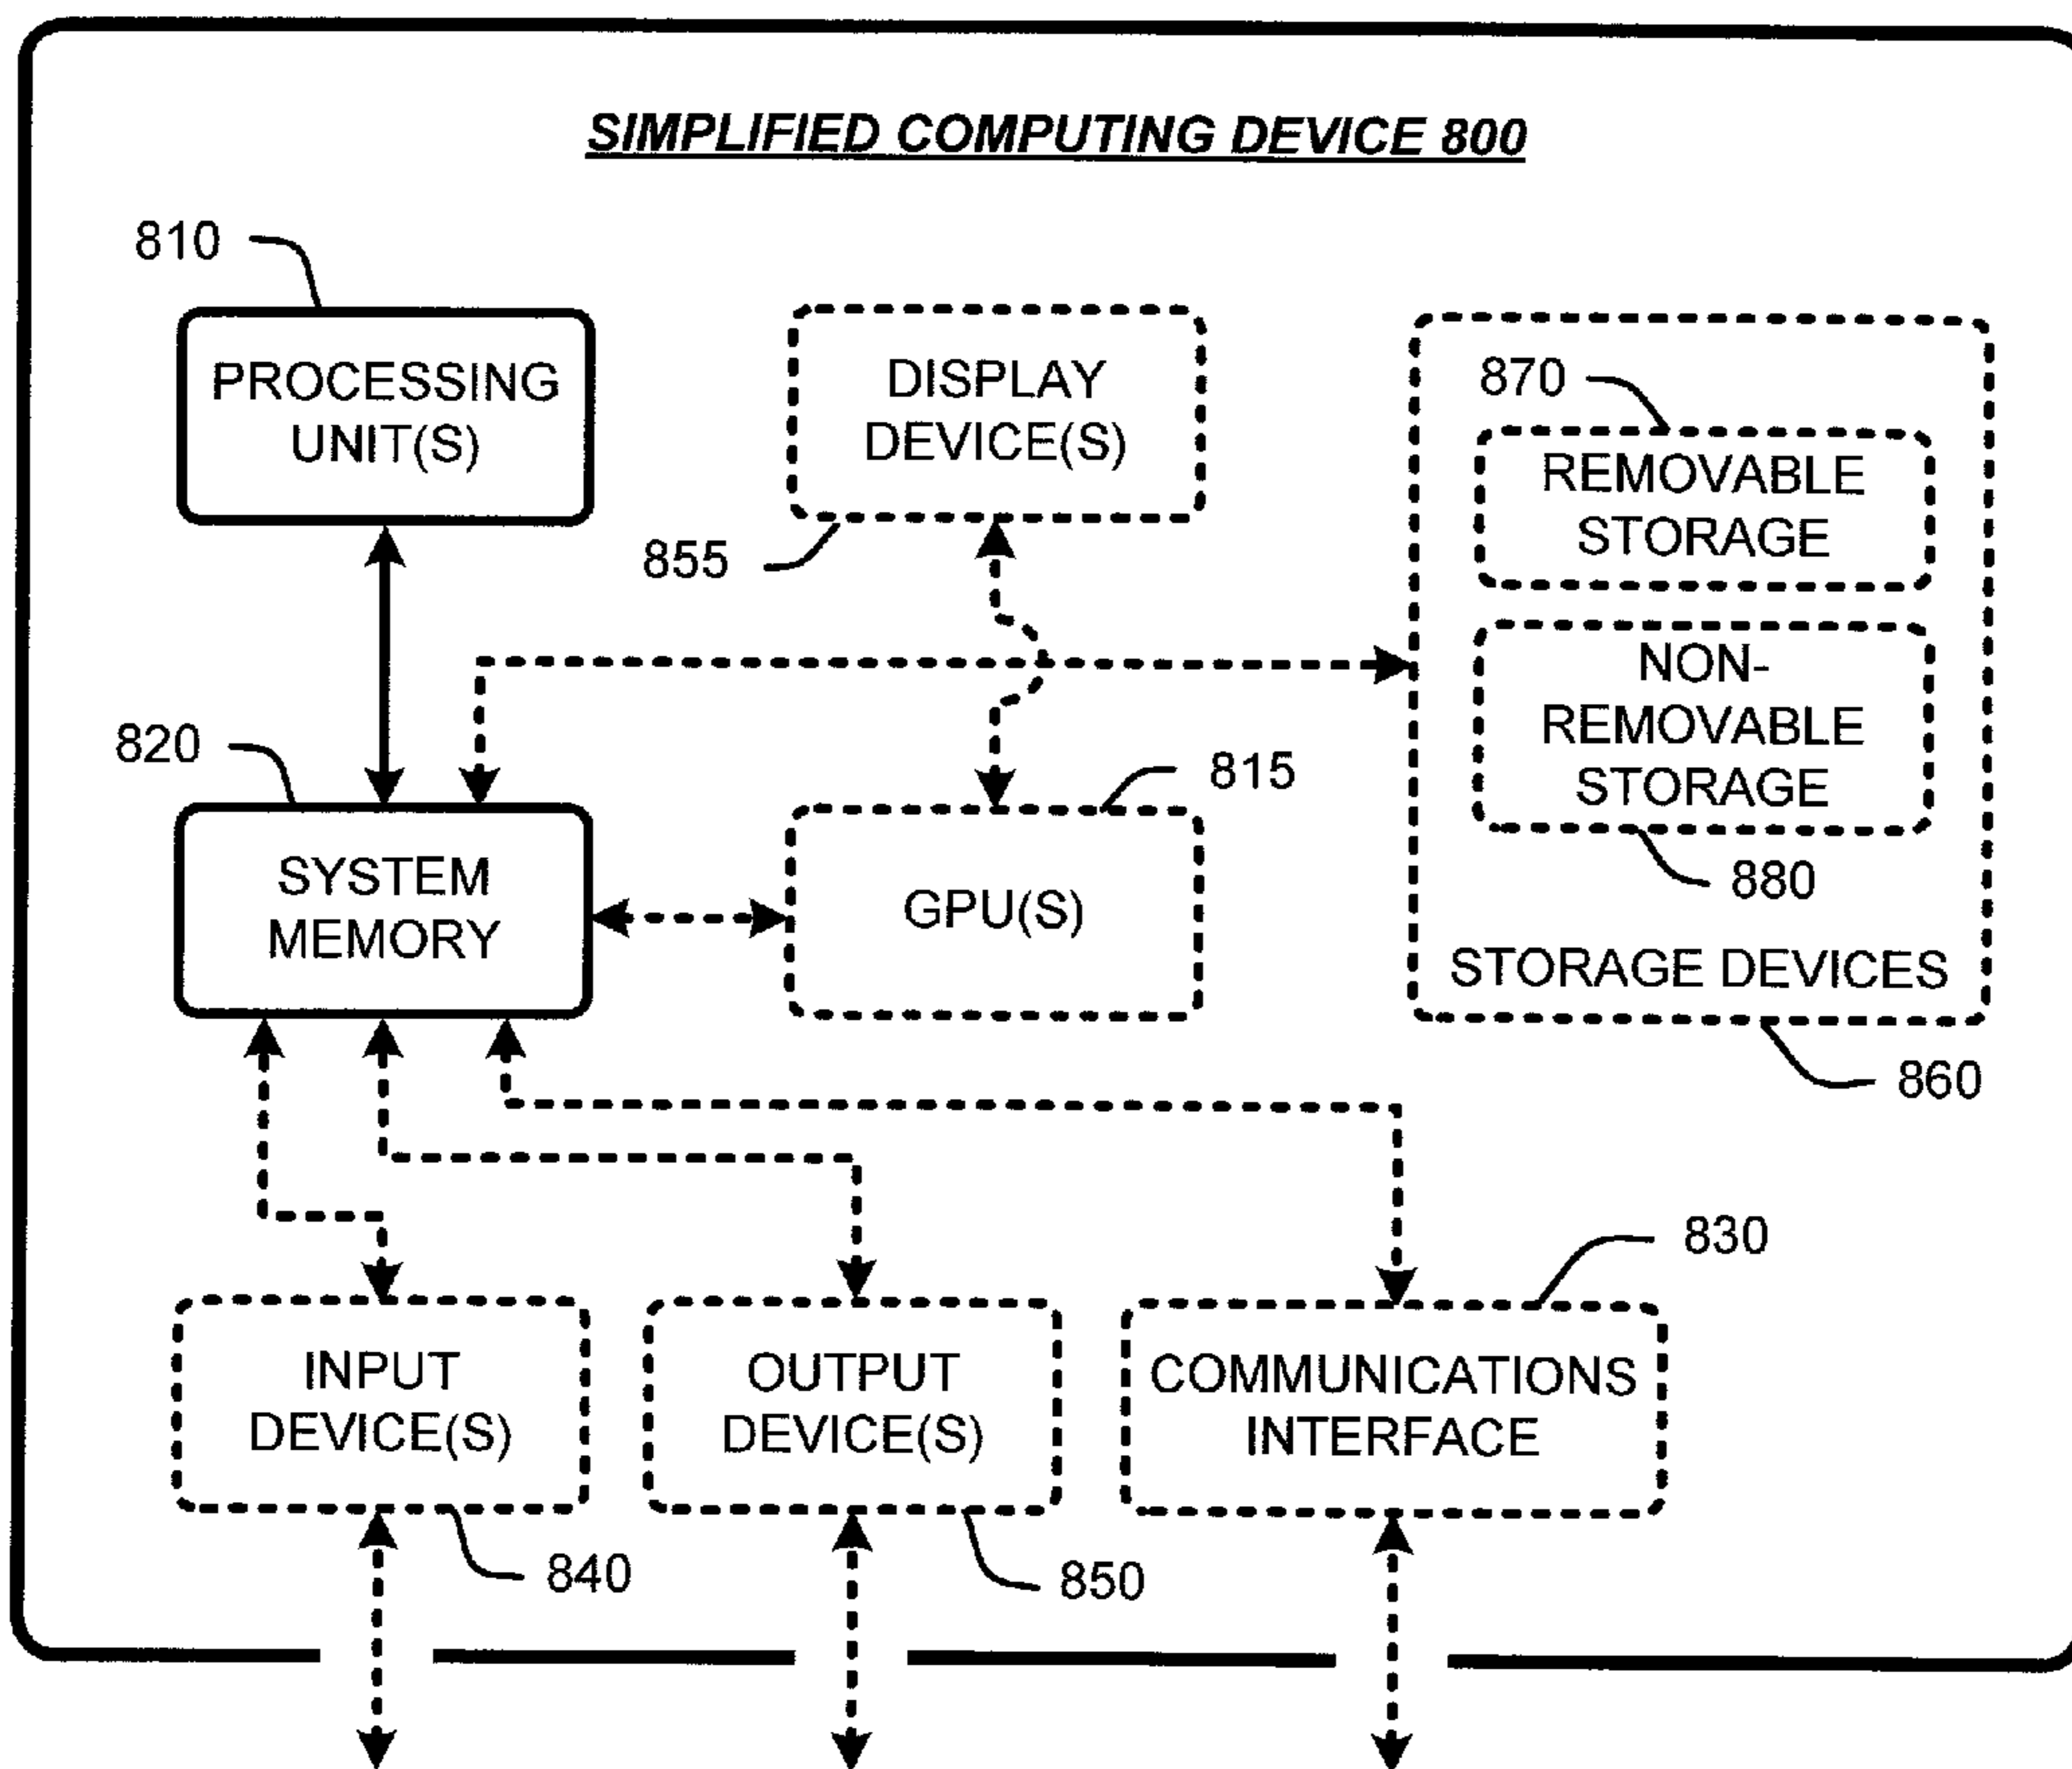 SIMPLIFIED COMPUTING DEVICE 800
810
PROCESSING
UNIT(S)
DISPLAY
DEVICE(S)
855
870
REMOVABLE
STORAGE
NON-
REMOVABLE
STORAGE
880
STORAGE DEVICES
860
820
SYSTEM
MEMORY
815
GPU(S)
830
INPUT
DEVICE(S)
840
OUTPUT
DEVICE(S)
850
COMMUNICATIONS
INTERFACE